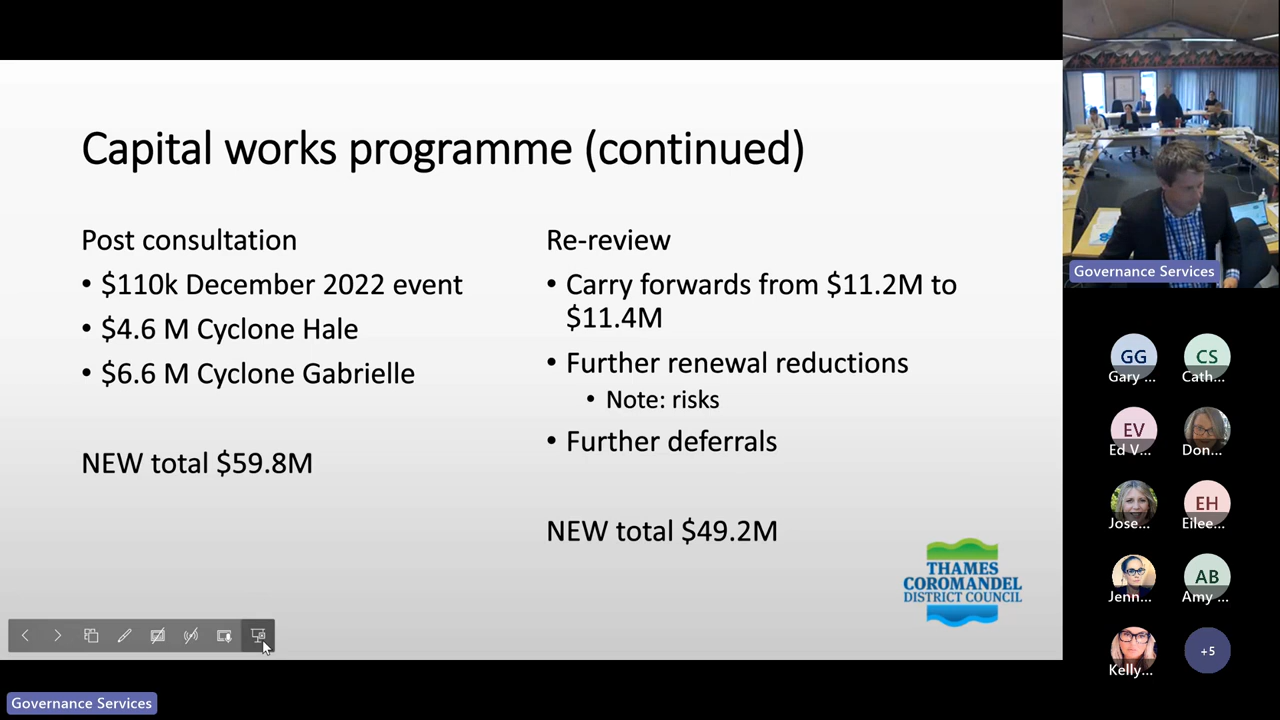 Capital works programme (continued)
Post consultation
• $110k December 2022 event
• $4.6 M Cyclone Hale
• $6.6 M Cyclone Gabrielle
NEW total $59.8M
Re-review
• Carry forwards from $11.2M to
$11.4M
• Further renewal reductions
• Note: risks
• Further deferrals
NEW total $49.2M
THAMES
COROMANDEL
DISTRICT COUNCIL
Governance Services
Governance Services
GG
Gary ...
CS
Cath...
EV
Ed V...
Don...
Jose...
EH
Eilee...
Jenn...
AB
Amy ...
Kelly...
+5